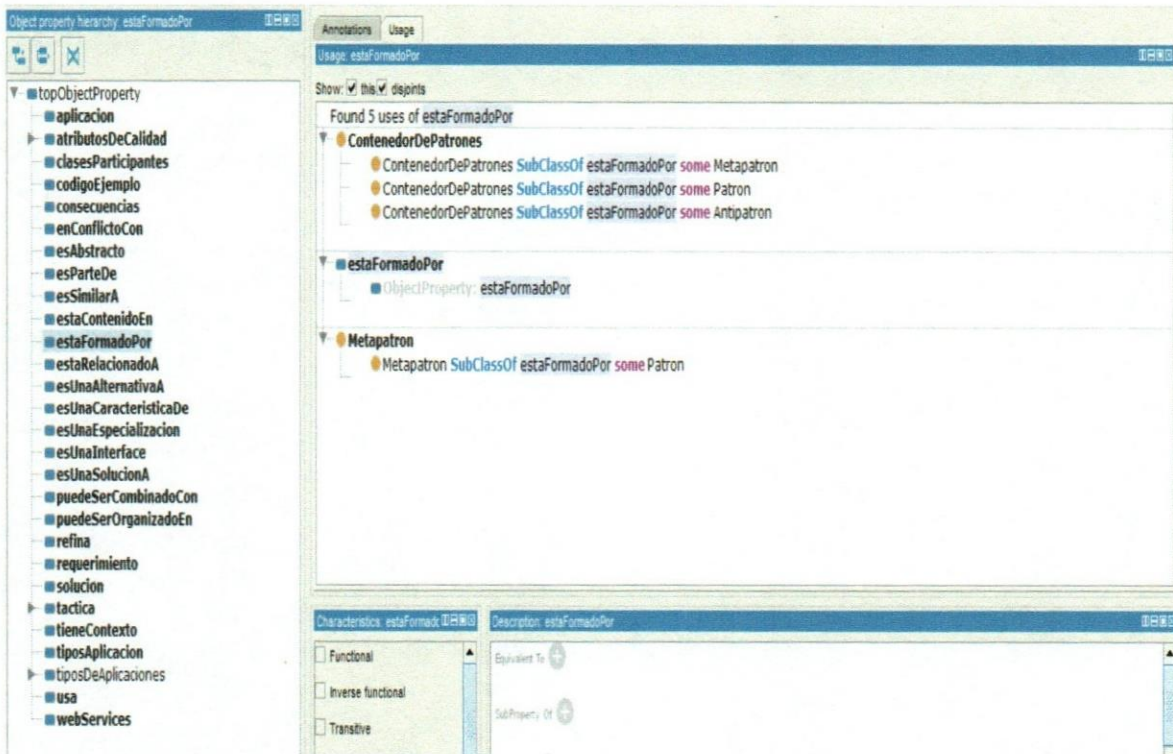 Object property hierarchy: estaFormadoPor
topObjectProperty
aplicacion
atributosDeCalidad
clasesParticipantes
codigoEjemplo
consecuencias
enConflictoCon
esAbstracto
esParteDe
esSimilarA
estaContenidoEn
estaFormadoPor
estaRelacionadoA
esUnaAlternativaA
esUnaCaracteristicaDe
esUnaEspecializacion
esUnaInterface
esUnaSolucionA
puedeSerCombinadoCon
puedeSerOrganizadoEn
refina
requerimiento
solucion
tactica
tieneContexto
tiposAplicacion
tiposDeAplicaciones
usa
webServices
Annotations Usage
Usage: estaFormadoPor
Show: this disjoints
Found 5 uses of estaFormadoPor
ContenedorDePatrones
ContenedorDePatrones SubClassOf estaFormadoPor some Metapatron
ContenedorDePatrones SubClassOf estaFormadoPor some Patron
ContenedorDePatrones SubClassOf estaFormadoPor some Antipatron
estaFormadoPor
ObjectProperty: estaFormadoPor
Metapatron
Metapatron SubClassOf estaFormadoPor some Patron
Characteristics: estaFormadc
Functional
Inverse functional
Transitive
Description: estaFormadoPor
Equivalent To
SubProperty Of